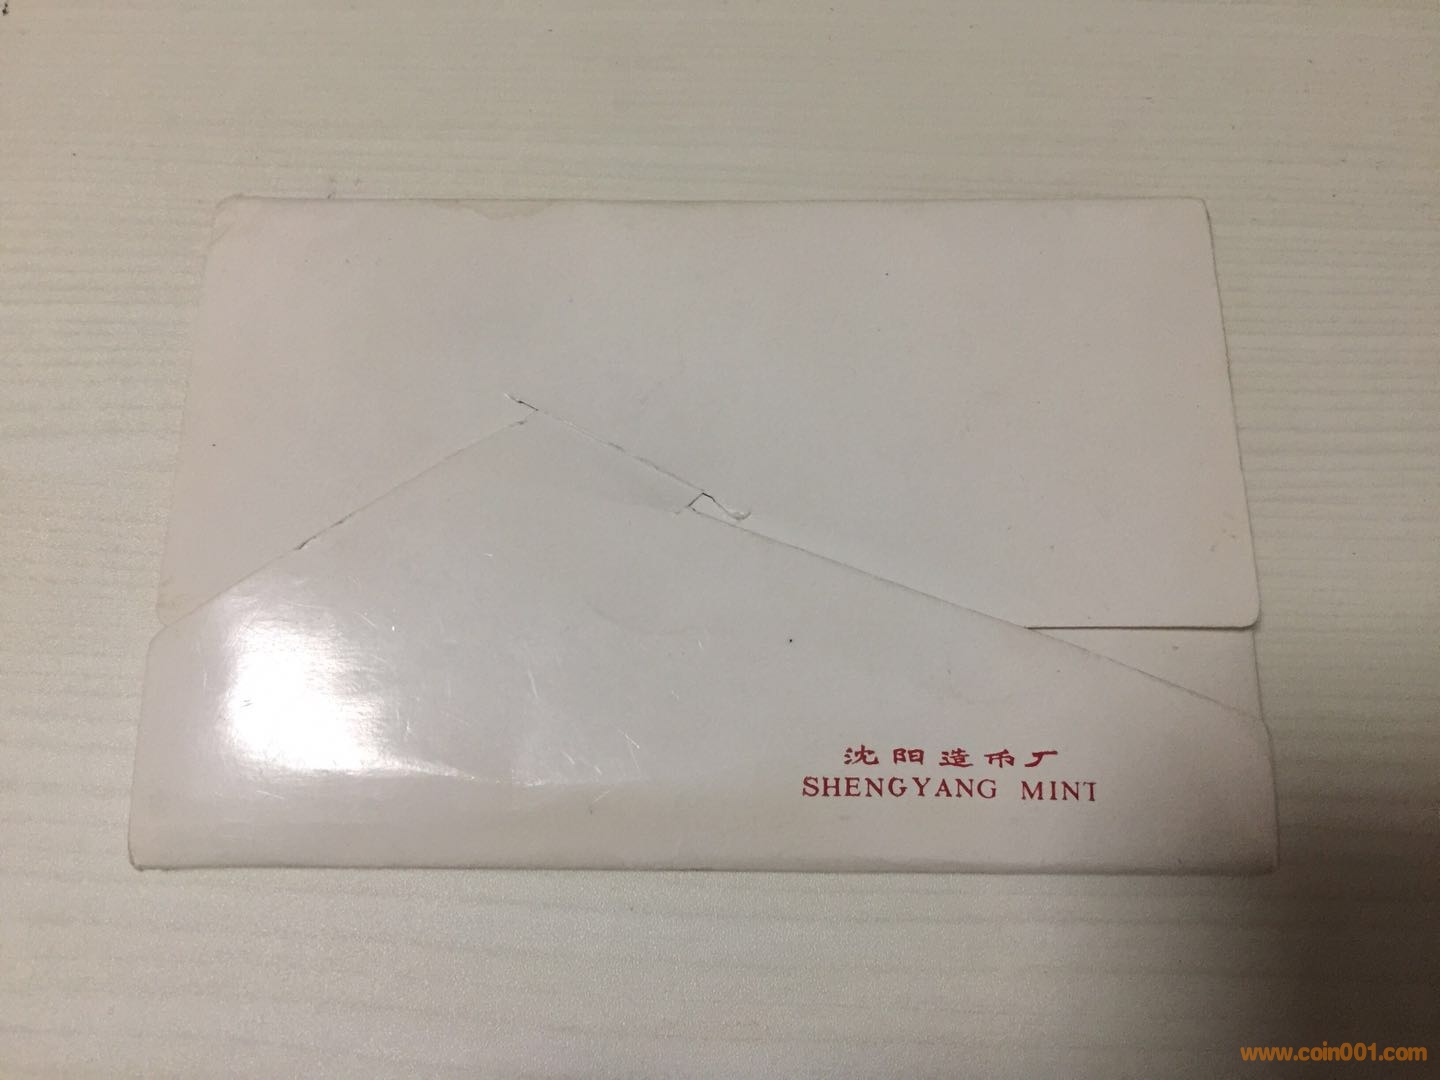 沈阳造币厂
SHENGYANG MINT
www.coin001.com